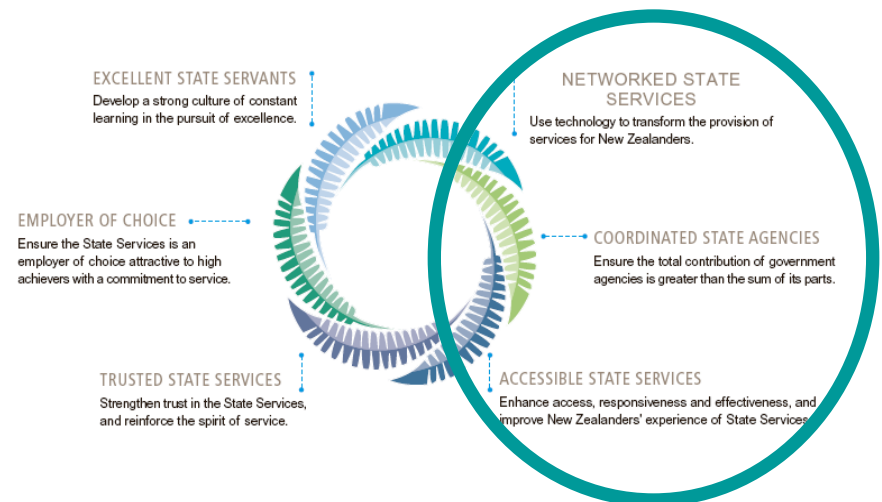 EXCELLENT STATE SERVANTS
Develop a strong culture of constant
learning in the pursuit of excellence.
NETWORKED STATE
SERVICES
Use technology to transform the provision of
services for New Zealanders.
EMPLOYER OF CHOICE
Ensure the State Services is an
employer of choice attractive to high
achievers with a commitment to service.
COORDINATED STATE AGENCIES
Ensure the total contribution of government
agencies is greater than the sum of its parts.
TRUSTED STATE SERVICES
Strengthen trust in the State Services,
and reinforce the spirit of service.
ACCESSIBLE STATE SERVICES
Enhance access, responsiveness and effectiveness, and
improve New Zealanders' experience of State Services